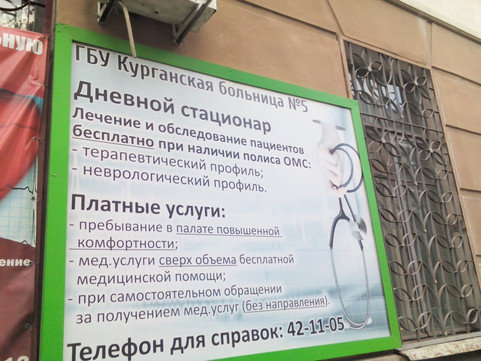 ЬНУЮ
ение
ГБУ Курганская больница №5
Дневной стационар
Лечение и обследование пациентов
бесплатно при наличии полиса ОМС:
- терапевтический профиль;
- неврологический профиль.
Платные услуги:
- пребывание в палате повышенной
комфортности;
- мед.услуги сверх объема бесплатной
медицинской помощи;
- при самостоятельном обращении
за получением мед.услуг (без направления).
Телефон для справок: 42-11-05